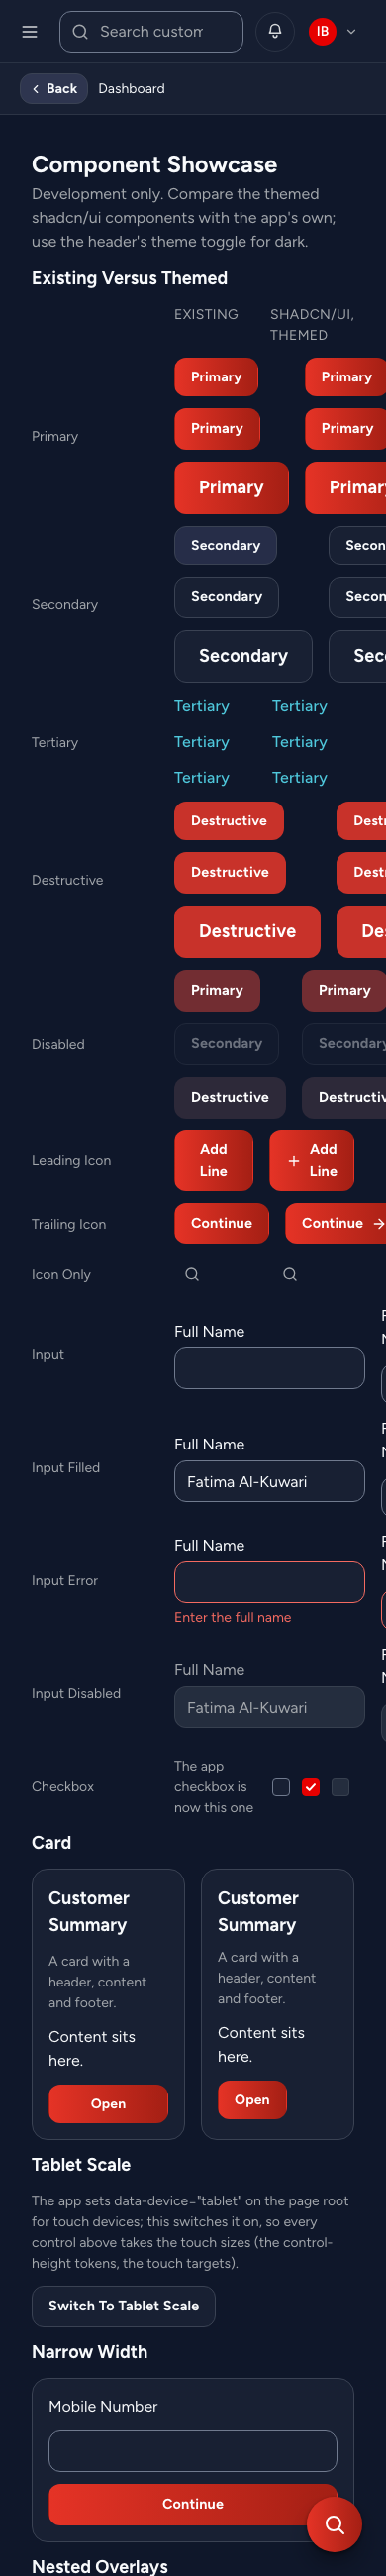 Search custom
IB
Back Dashboard
Component Showcase
Development only. Compare the themed
shadcn/ui components with the app's own;
use the header's theme toggle for dark.
Existing Versus Themed
EXISTING SHADCN/UI,
THEMED
Primary Primary
Primary Primary
Primary
Primary Primary
Secondary Secon
Secondary Secon
Secondary
Secondary Sec
Tertiary Tertiary
Tertiary Tertiary
Tertiary
Tertiary Tertiary
Destructive Destr
Destructive Destr
Destructive
Destructive Des
Primary Primary
Secondary Secondary
Disabled
Destructive Destructiv
Leading Icon
Add
Line
Add
Line
Trailing Icon
Continue Continue
Icon Only
Full Name
Input
Full Name
Input Filled
Fatima Al-Kuwari
Full Name
Input Error
Enter the full name
Full Name
Input Disabled
Fatima Al-Kuwari
Checkbox
The app
checkbox is
now this one
Card
Customer
Summary
A card with a
header, content
and footer.
Content sits
here.
Open
Customer
Summary
A card with a
header, content
and footer.
Content sits
here.
Open
Tablet Scale
The app sets data-device="tablet" on the page root
for touch devices; this switches it on, so every
control above takes the touch sizes (the control-
height tokens, the touch targets).
Switch To Tablet Scale
Narrow Width
Mobile Number
Continue
Nested Overlays